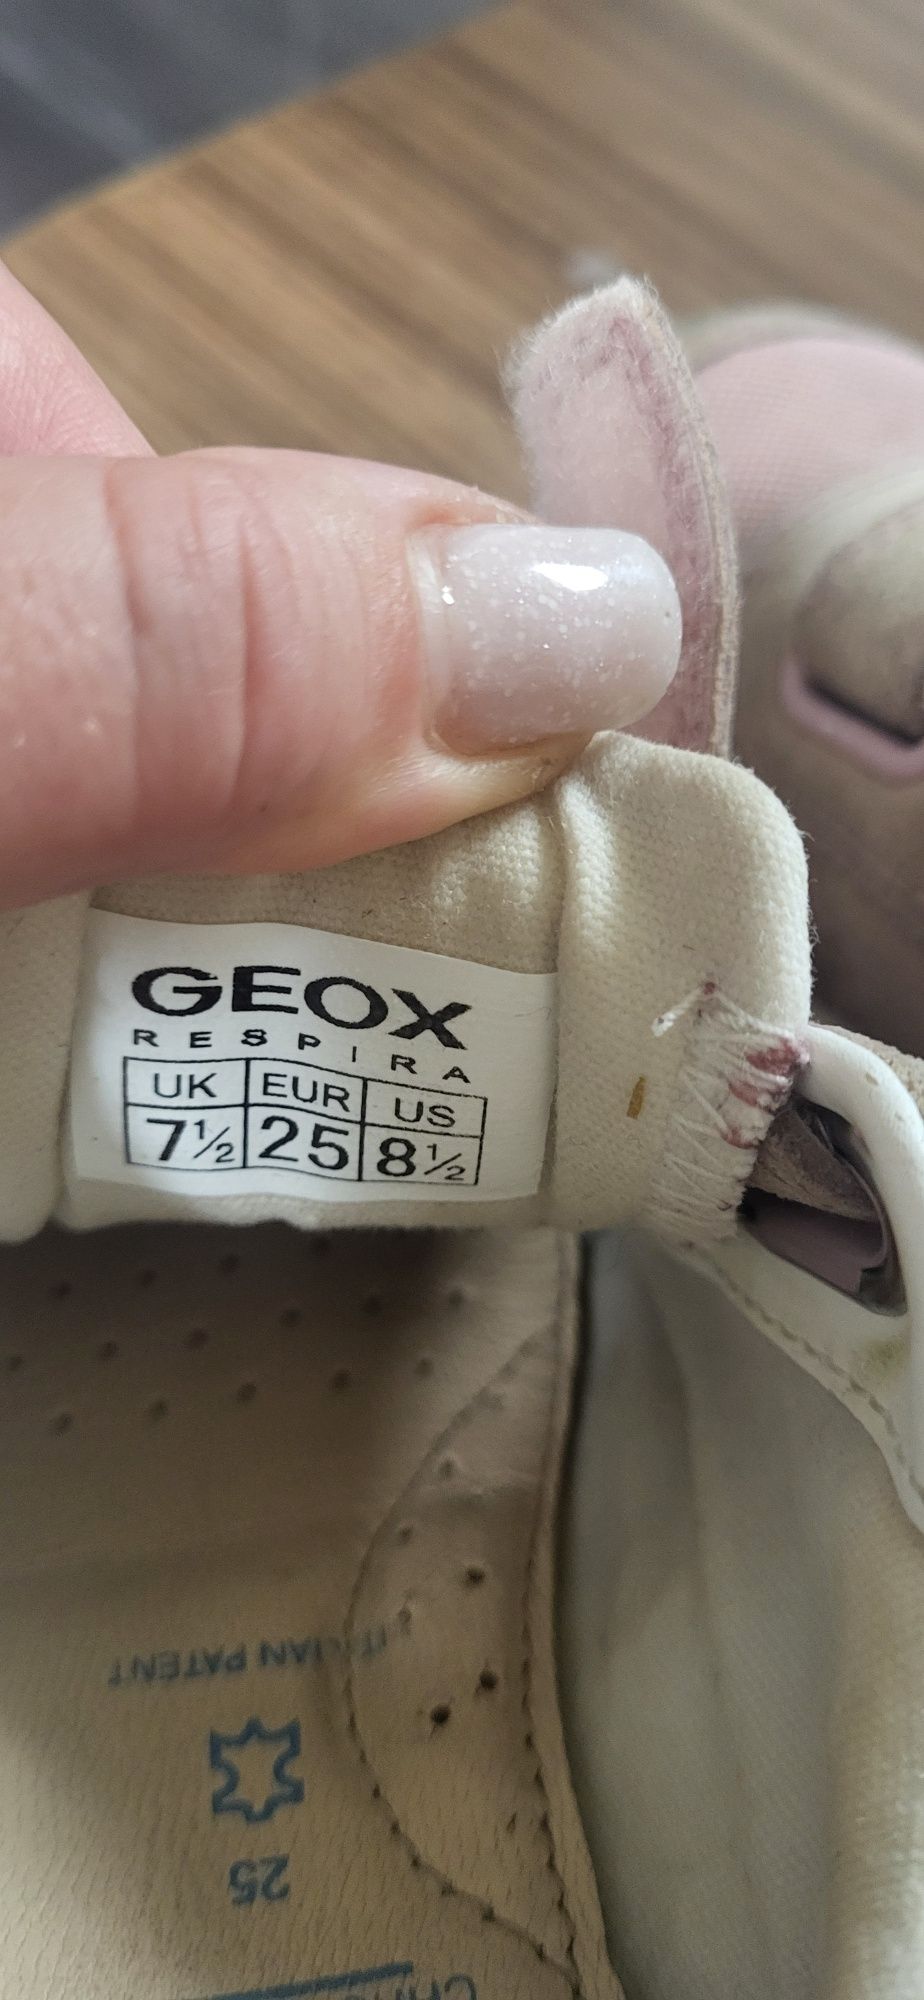 GEOX
RESPIRA
UK EUR US
7½ 25 8½
PATENT
25